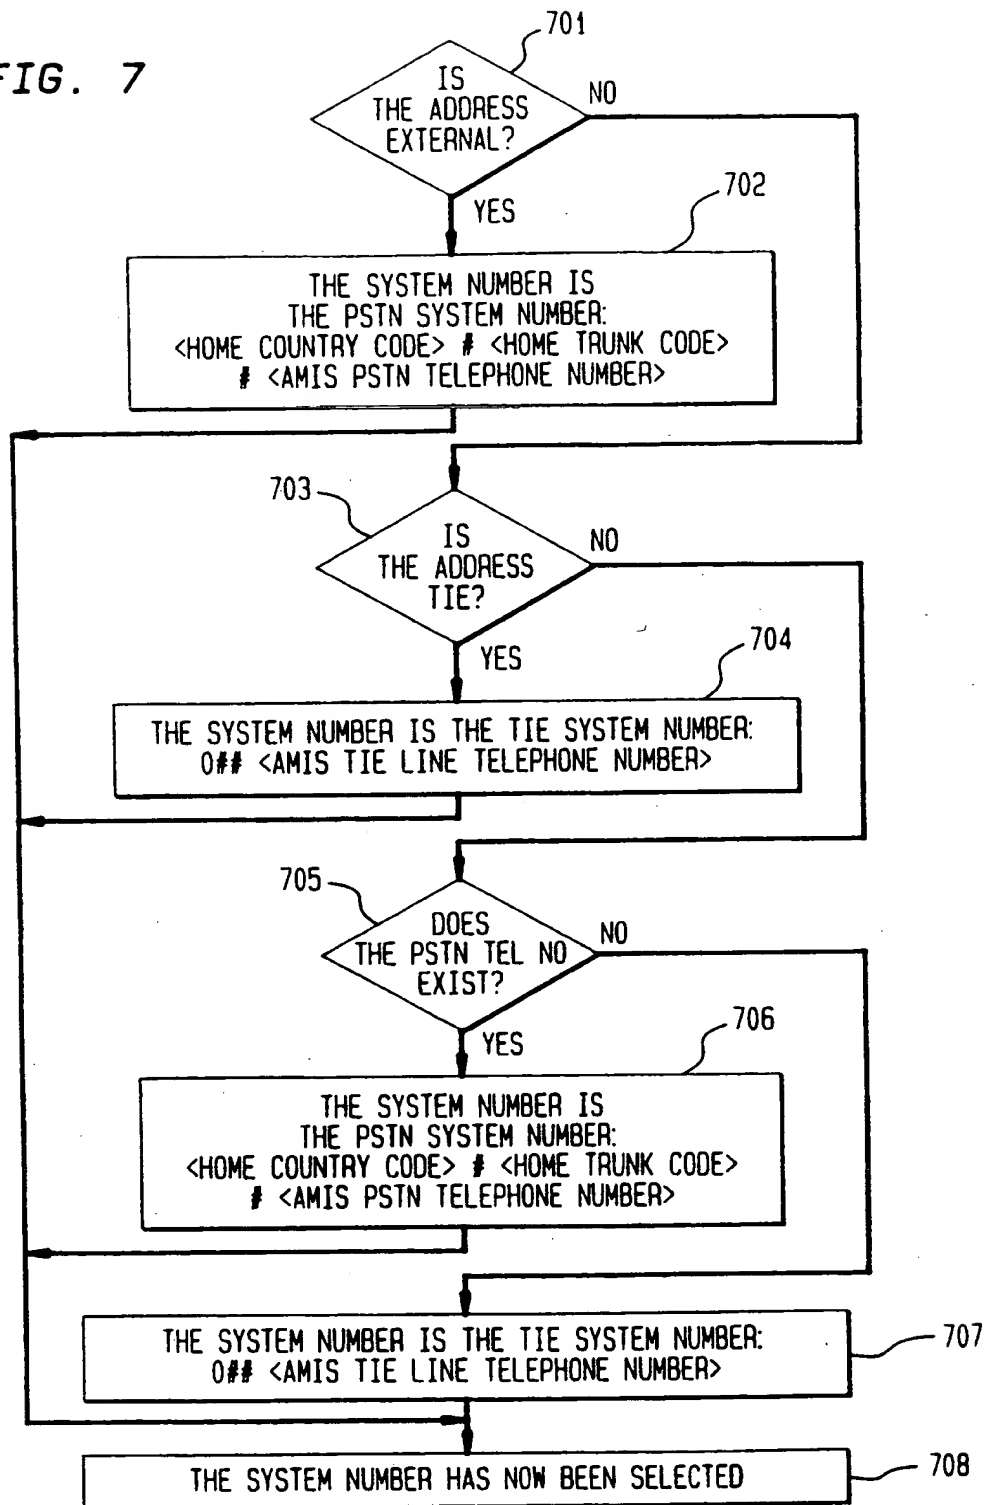 FIG. 7
701
IS
THE ADDRESS
EXTERNAL?
NO
YES
702
THE SYSTEM NUMBER IS
THE PSTN SYSTEM NUMBER:
<HOME COUNTRY CODE> # <HOME TRUNK CODE>
# <AMIS PSTN TELEPHONE NUMBER>
703
IS
THE ADDRESS
TIE?
NO
YES
704
THE SYSTEM NUMBER IS THE TIE SYSTEM NUMBER:
0## <AMIS TIE LINE TELEPHONE NUMBER>
705
DOES
THE PSTN TEL NO
EXIST?
NO
YES
706
THE SYSTEM NUMBER IS
THE PSTN SYSTEM NUMBER:
<HOME COUNTRY CODE> # <HOME TRUNK CODE>
# <AMIS PSTN TELEPHONE NUMBER>
THE SYSTEM NUMBER IS THE TIE SYSTEM NUMBER:
0## <AMIS TIE LINE TELEPHONE NUMBER>
707
THE SYSTEM NUMBER HAS NOW BEEN SELECTED
708